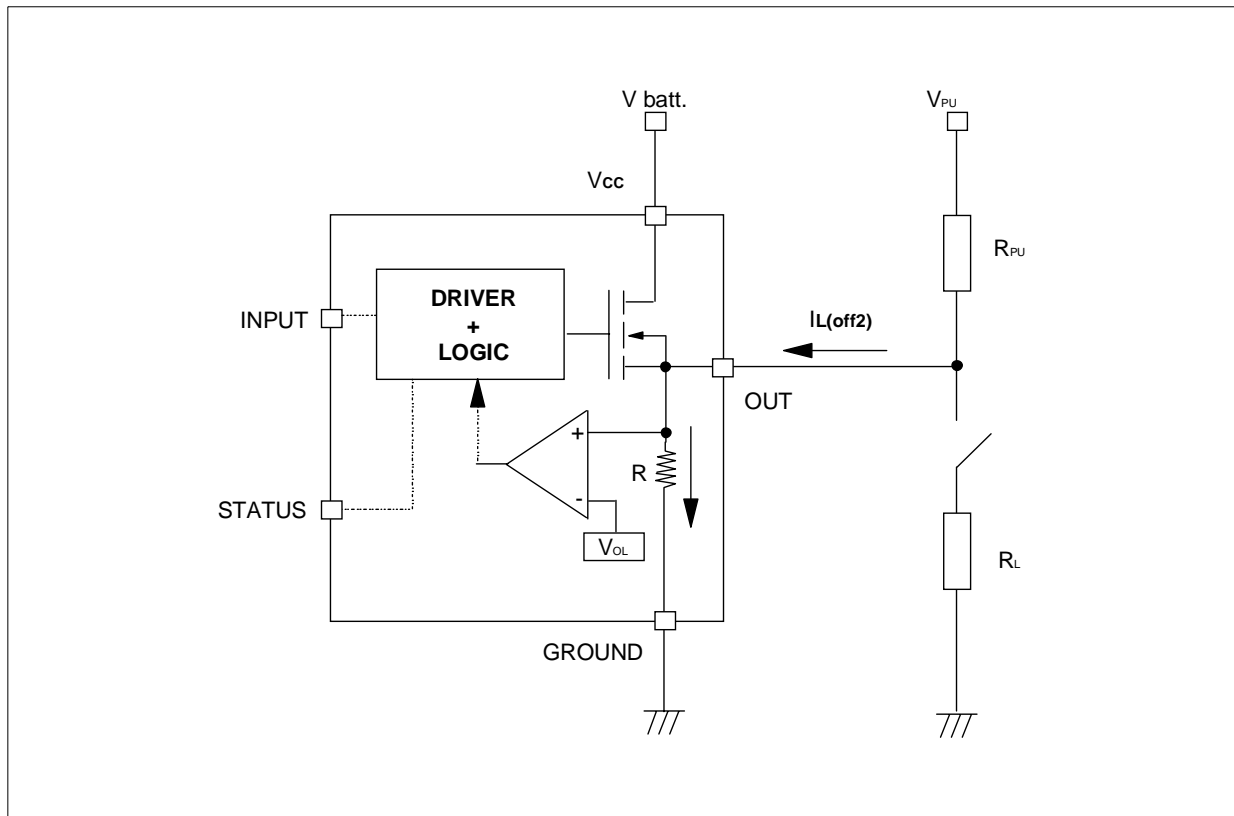 V batt.
VPU
Vcc
RPU
DRIVER
+
LOGIC
INPUT
IL(off2)
OUT
+
R
-
STATUS
VOL
RL
GROUND